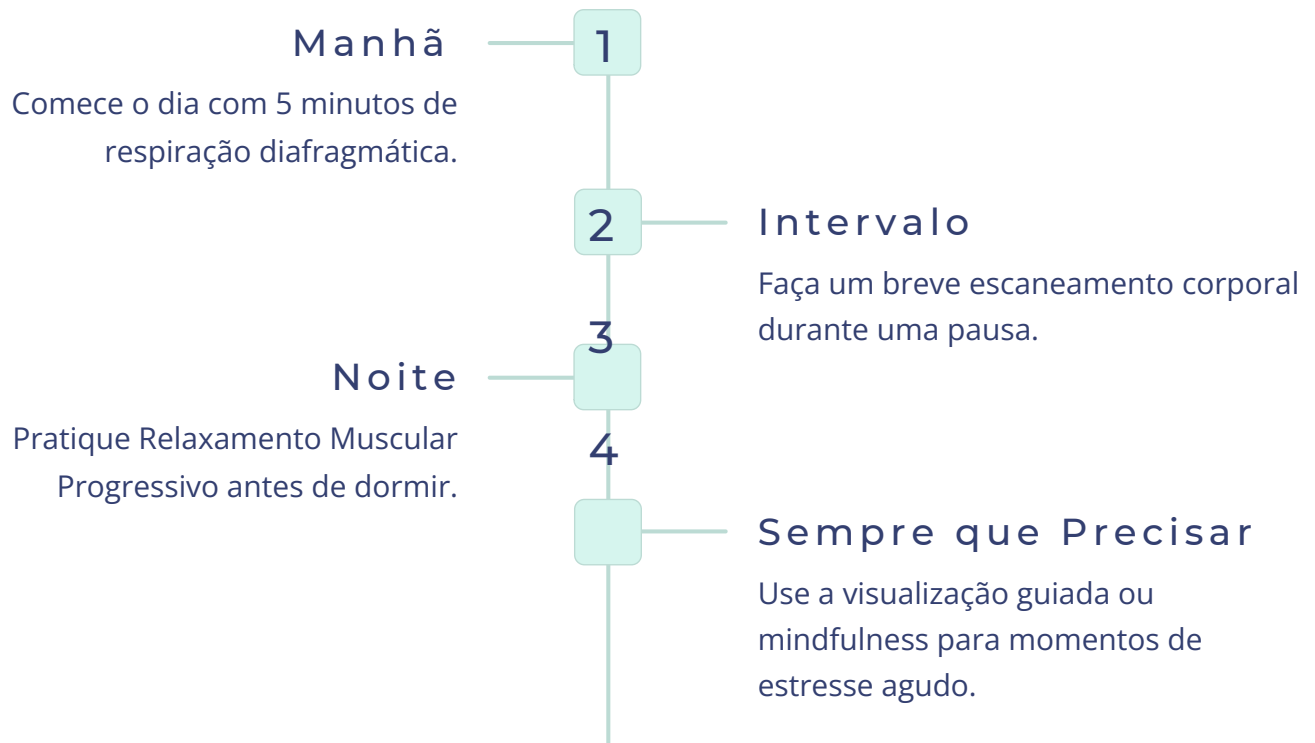 1
Manhã
Comece o dia com 5 minutos de
respiração diafragmática.
2
Intervalo
Faça um breve escaneamento corporal
durante uma pausa.
3
Noite
Pratique Relaxamento Muscular
Progressivo antes de dormir.
4
Sempre que Precisar
Use a visualização guiada ou
mindfulness para momentos de
estresse agudo.